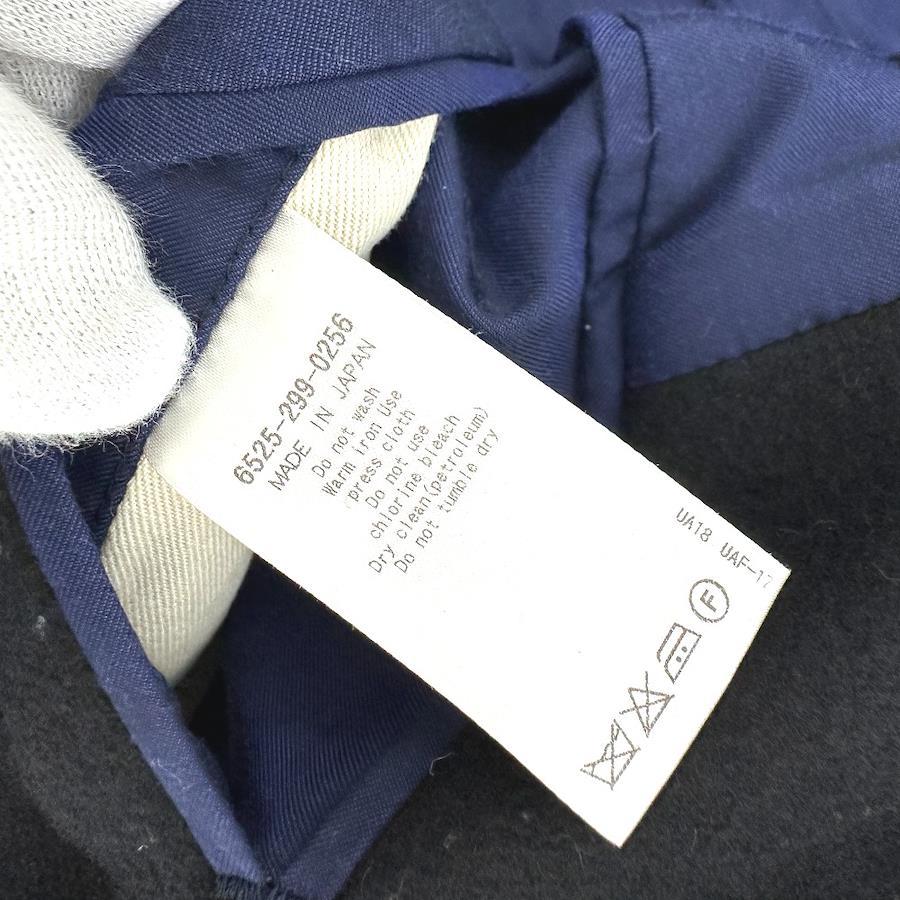 6525-299-0256
MADE IN JAPAN
Do not wash
Warm iron Use
press cloth
Do not use
chlorine bleach
Dry clean(petroleum)
Do not tumble dry
UA18 UAF-17
F